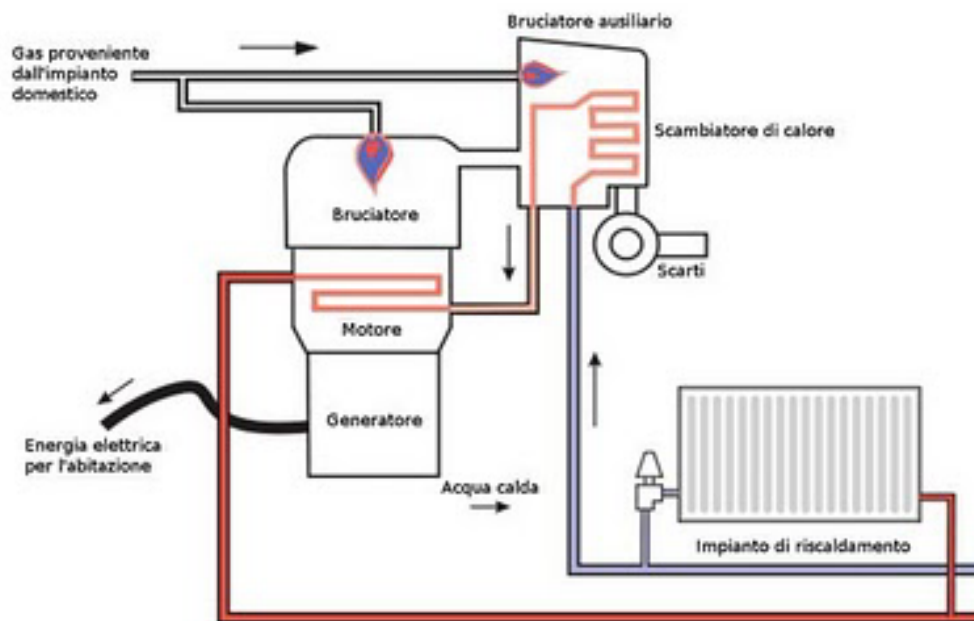 Bruciatore ausiliario
Gas proveniente
dall'impianto
domestico
Scambiatore di calore
Bruciatore
Scarti
Motore
Generatore
Energia elettrica
per l'abitazione
Acqua calda
Impianto di riscaldamento